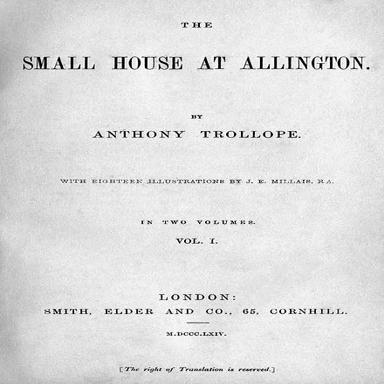 THE
SMALL HOUSE AT ALLINGTON.
BY
ANTHONY TROLLOPE.
WITH EIGHTEEN ILLUSTRATIONS BY J. E. MILLAIS, R.A.
IN TWO VOLUMES.
VOL. I.
LONDON:
SMITH, ELDER AND CO., 65, CORNHILL.
M.DCCC.LXIV.
[The right of Translation is reserved.]